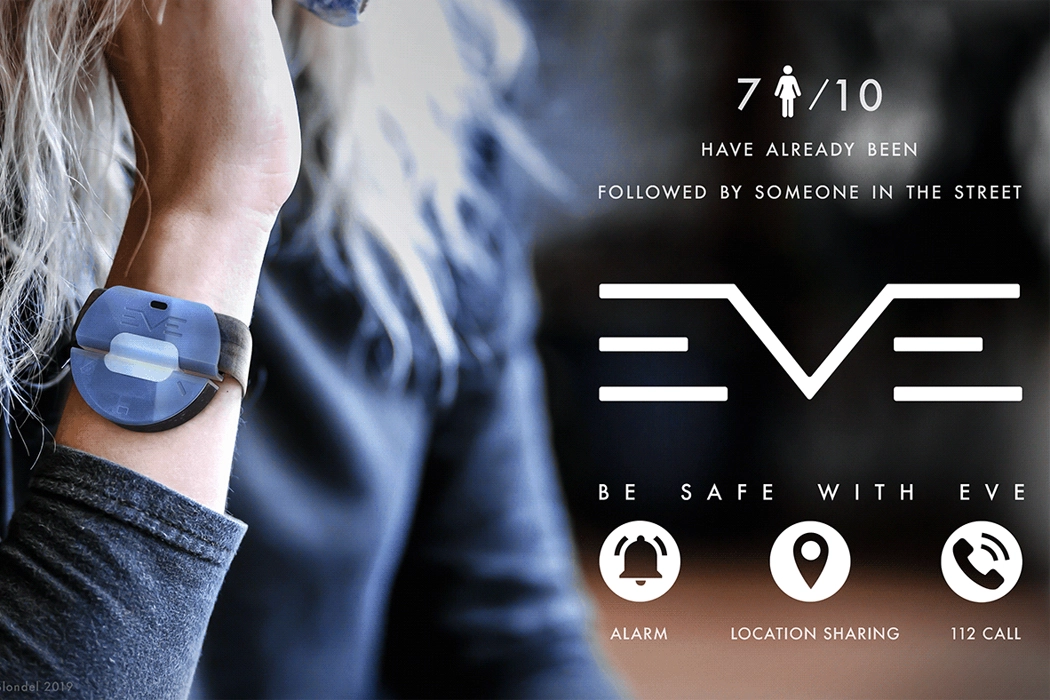 7 /10
HAVE ALREADY BEEN
FOLLOWED BY SOMEONE IN THE STREET
EVE
BE SAFE WITH EVE
ALARM
LOCATION SHARING
112 CALL
EVE
2019